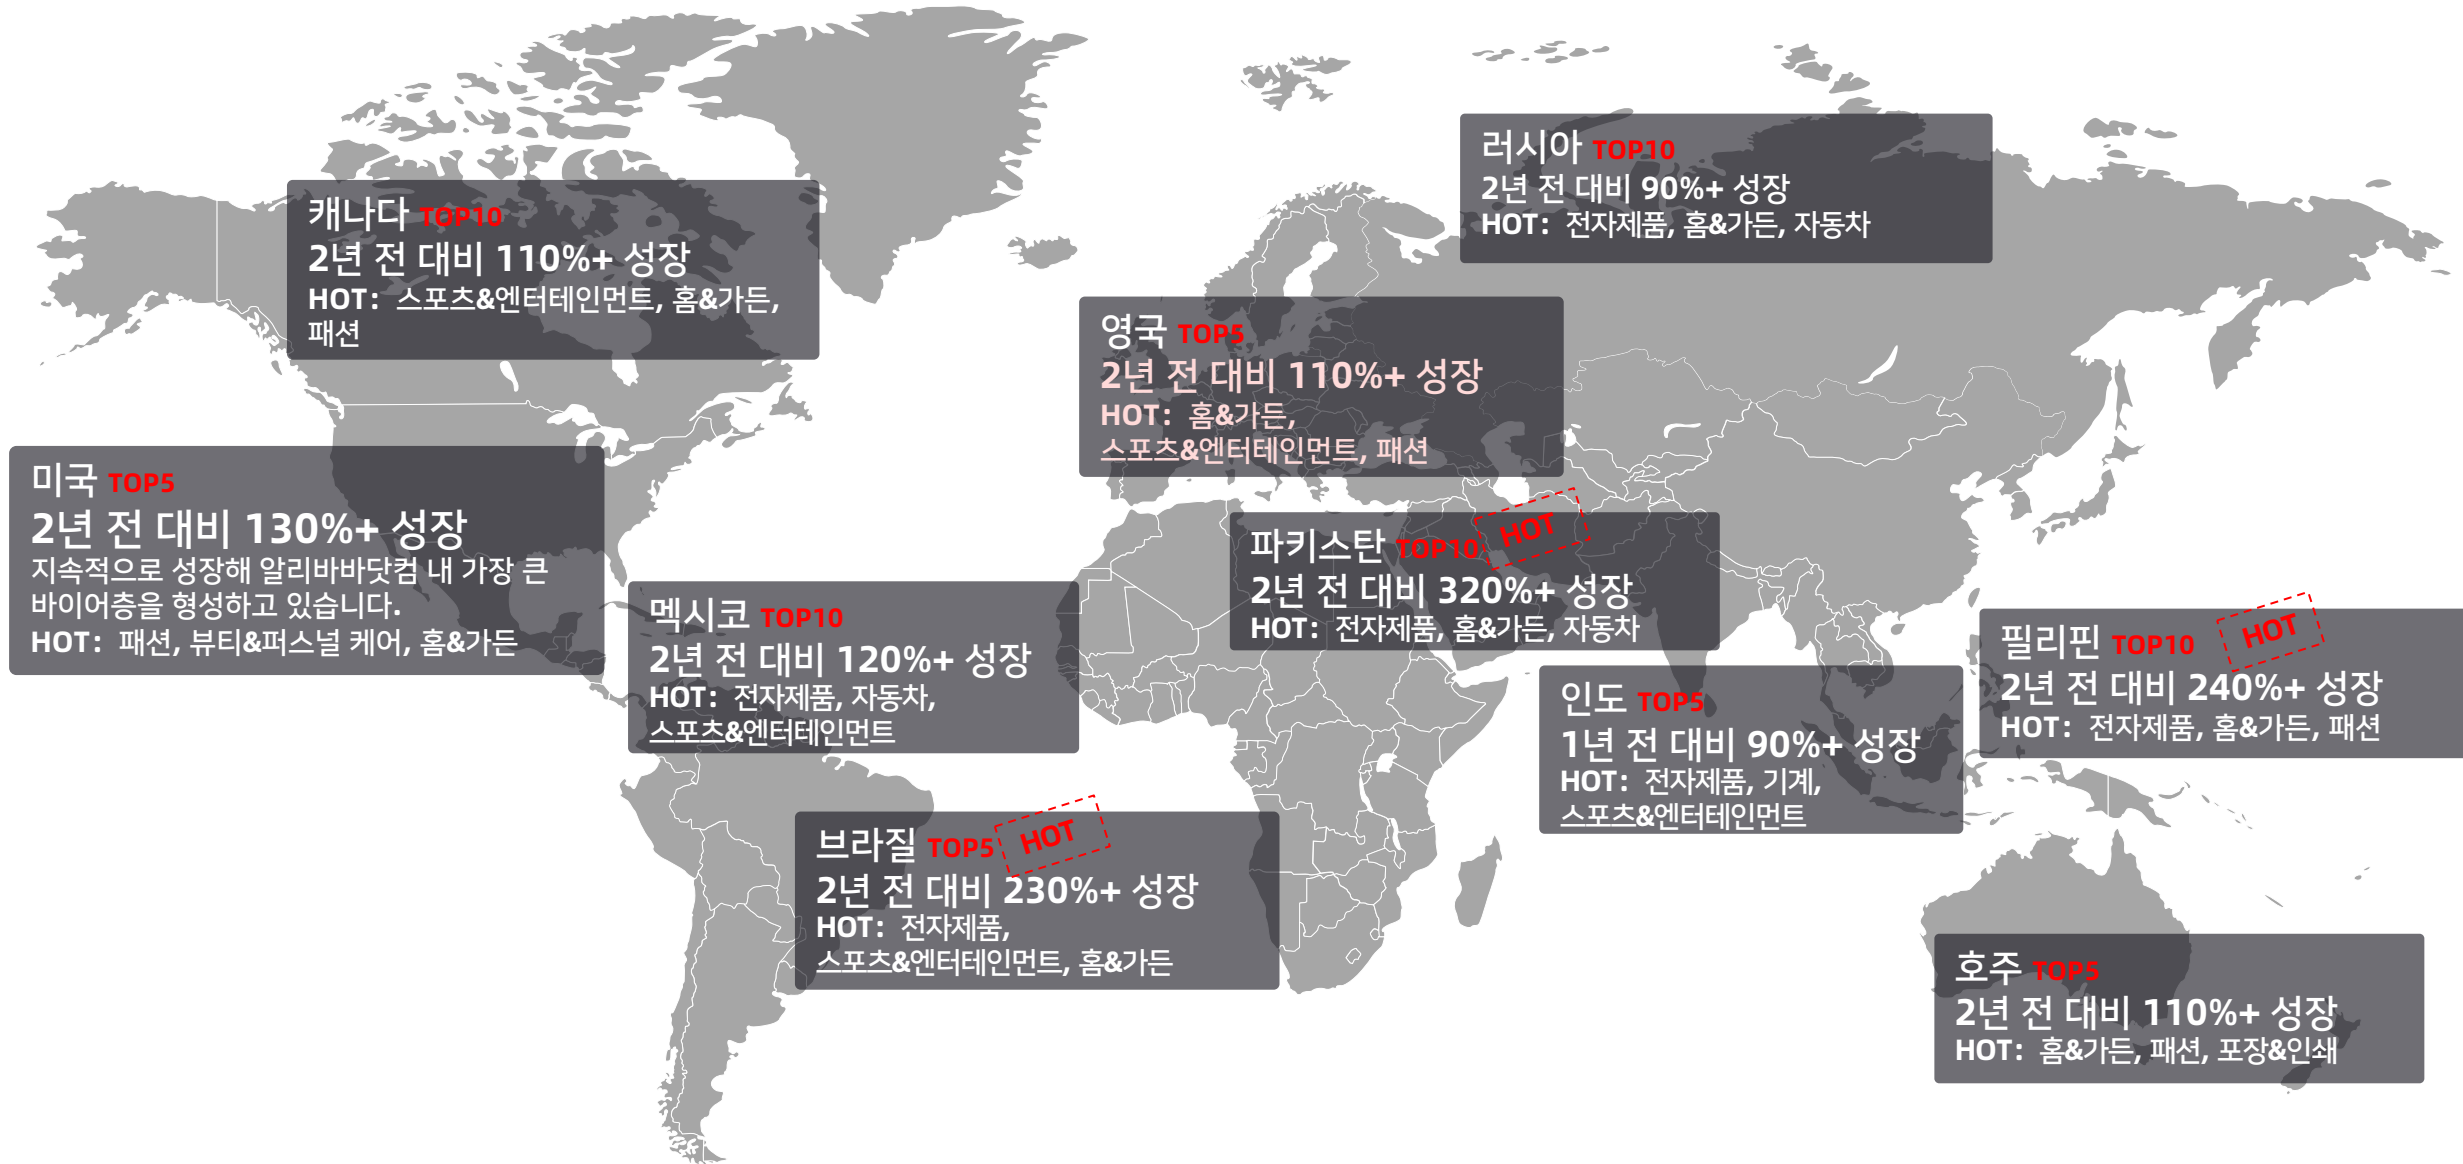 러시아 TOP10
2년 전 대비 90%+ 성장
HOT: 전자제품, 홈&가든, 자동차
캐나다 TOP10
2년 전 대비 110%+ 성장
HOT: 스포츠&엔터테인먼트, 홈&가든,
패션
영국 TOP5
2년 전 대비 110%+ 성장
HOT: 홈&가든,
스포츠&엔터테인먼트, 패션
미국 TOP5
2년 전 대비 130%+ 성장
지속적으로 성장해 알리바바닷컴 내 가장 큰
바이어층을 형성하고 있습니다.
HOT: 패션, 뷰티&퍼스널 케어, 홈&가든
파키스탄 TOP10 HOT
2년 전 대비 320%+ 성장
HOT: 전자제품, 홈&가든, 자동차
멕시코 TOP10
2년 전 대비 120%+ 성장
HOT: 전자제품, 자동차,
스포츠&엔터테인먼트
필리핀 TOP10 HOT
2년 전 대비 240%+ 성장
HOT: 전자제품, 홈&가든, 패션
인도 TOP5
1년 전 대비 90%+ 성장
HOT: 전자제품, 기계,
스포츠&엔터테인먼트
브라질 TOP5 HOT
2년 전 대비 230%+ 성장
HOT: 전자제품,
스포츠&엔터테인먼트, 홈&가든
호주 TOP5
2년 전 대비 110%+ 성장
HOT: 홈&가든, 패션, 포장&인쇄